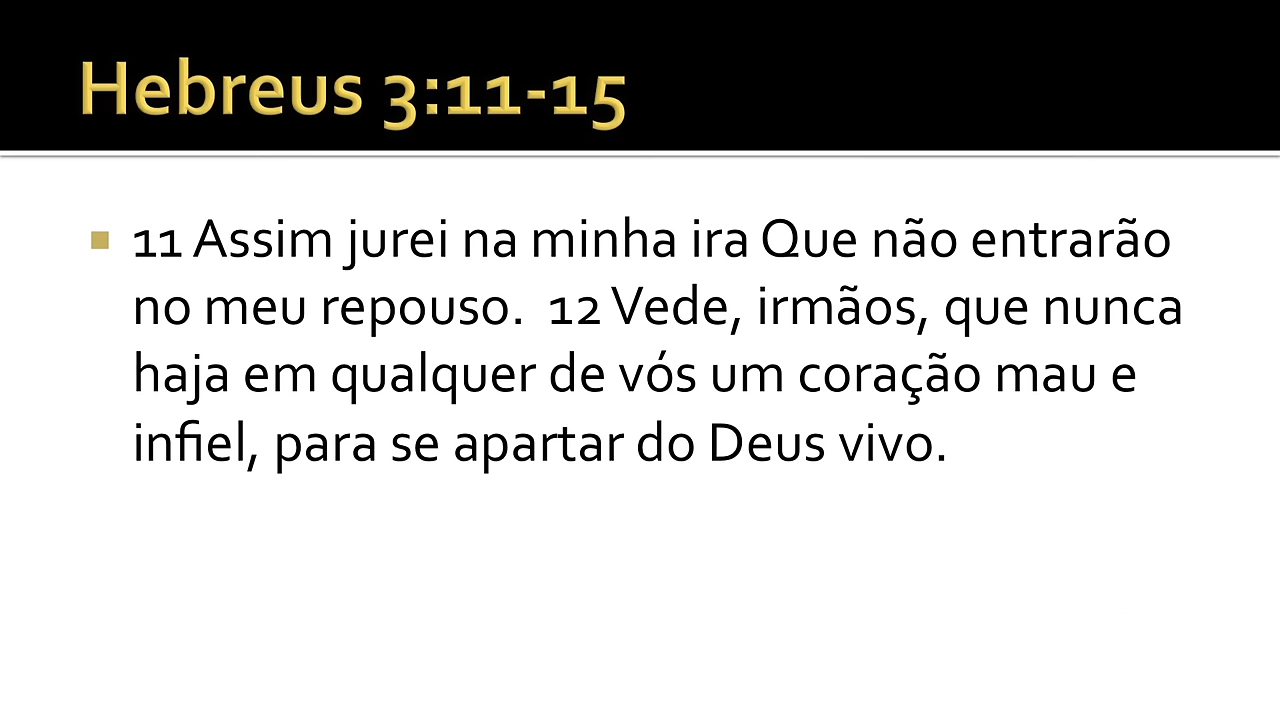 Hebreus 3:11-15
11 Assim jurei na minha ira Que não entrarão
no meu repouso.  12 Vede, irmãos, que nunca
haja em qualquer de vós um coração mau e
infiel, para se apartar do Deus vivo.